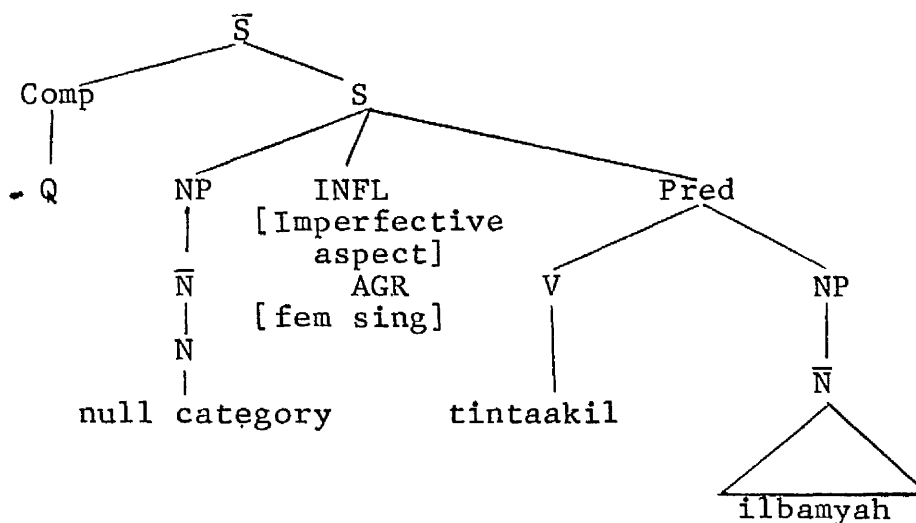 S̄
Comp S
Q NP INFL Pred
[Imperfective
aspect]
N̄ AGR V NP
[fem sing]
N N̄
null category tintaakil
ilbamyah